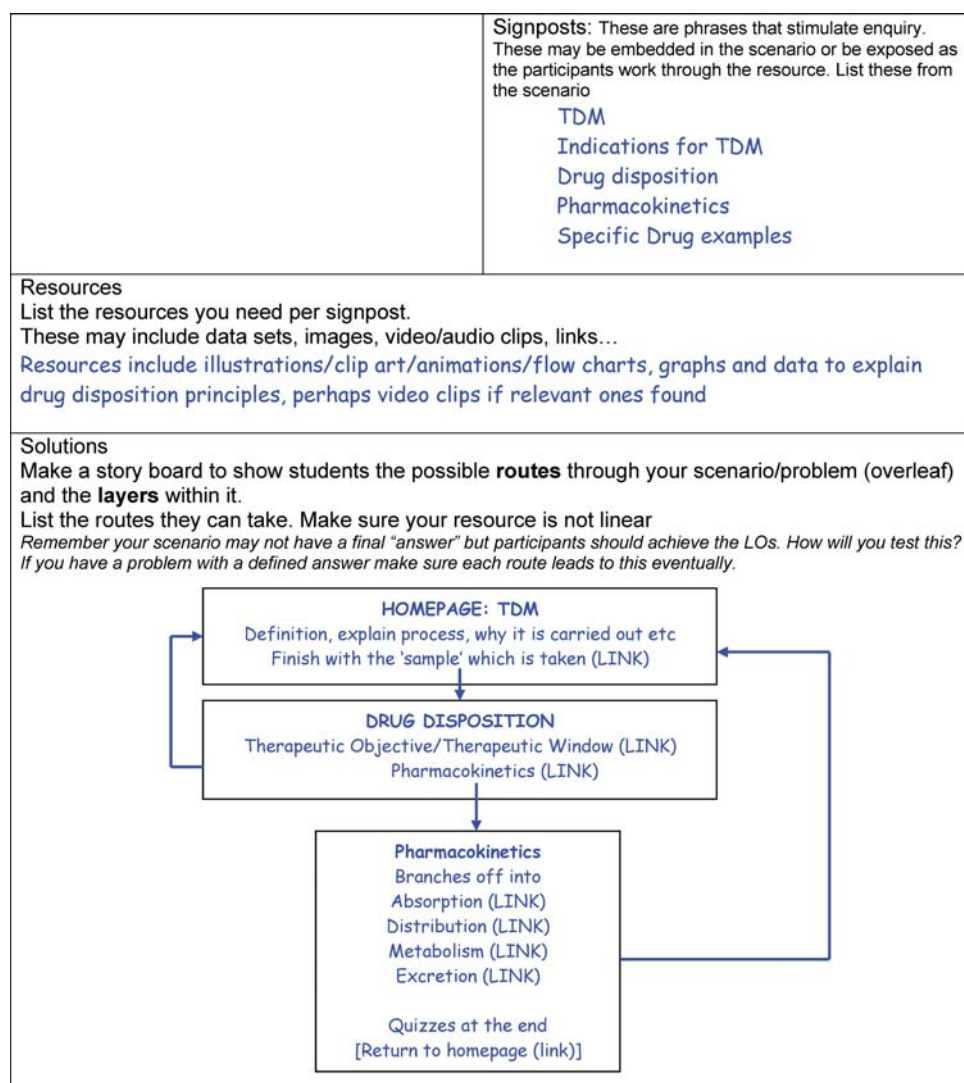 Signposts: These are phrases that stimulate enquiry.
These may be embedded in the scenario or be exposed as
the participants work through the resource. List these from
the scenario
TDM
Indications for TDM
Drug disposition
Pharmacokinetics
Specific Drug examples
Resources
List the resources you need per signpost.
These may include data sets, images, video/audio clips, links…
Resources include illustrations/clip art/animations/flow charts, graphs and data to explain
drug disposition principles, perhaps video clips if relevant ones found
Solutions
Make a story board to show students the possible routes through your scenario/problem (overleaf)
and the layers within it.
List the routes they can take. Make sure your resource is not linear
Remember your scenario may not have a final “answer” but participants should achieve the LOs. How will you test this?
If you have a problem with a defined answer make sure each route leads to this eventually.
HOMEPAGE: TDM
Definition, explain process, why it is carried out etc
Finish with the ‘sample’ which is taken (LINK)
DRUG DISPOSITION
Therapeutic Objective/Therapeutic Window (LINK)
Pharmacokinetics (LINK)
Pharmacokinetics
Branches off into
Absorption (LINK)
Distribution (LINK)
Metabolism (LINK)
Excretion (LINK)
Quizzes at the end
[Return to homepage (link)]